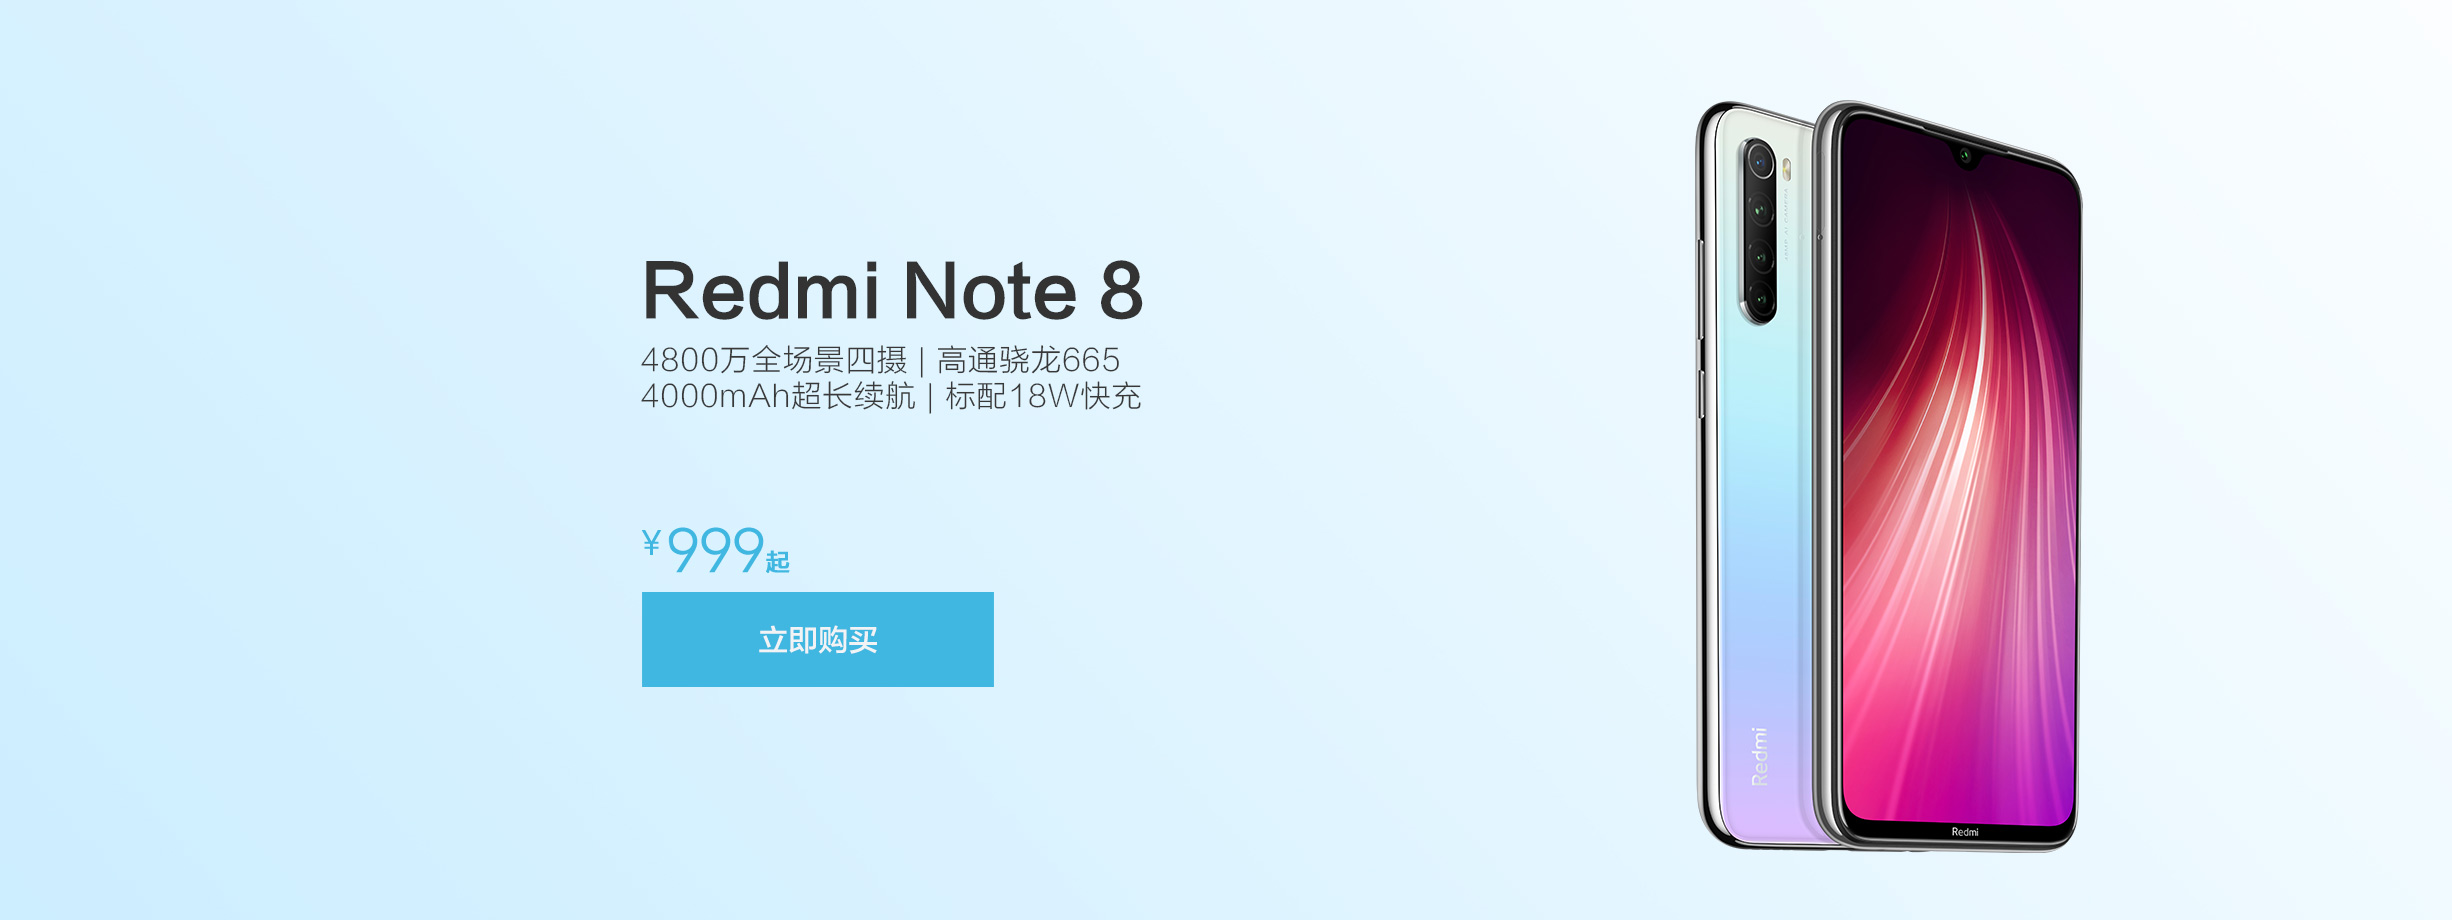 Redmi Note 8
4800万全场景四摄 | 高通骁龙665
4000mAh超长续航 | 标配18W快充
¥999起
立即购买
Redmi
Redmi